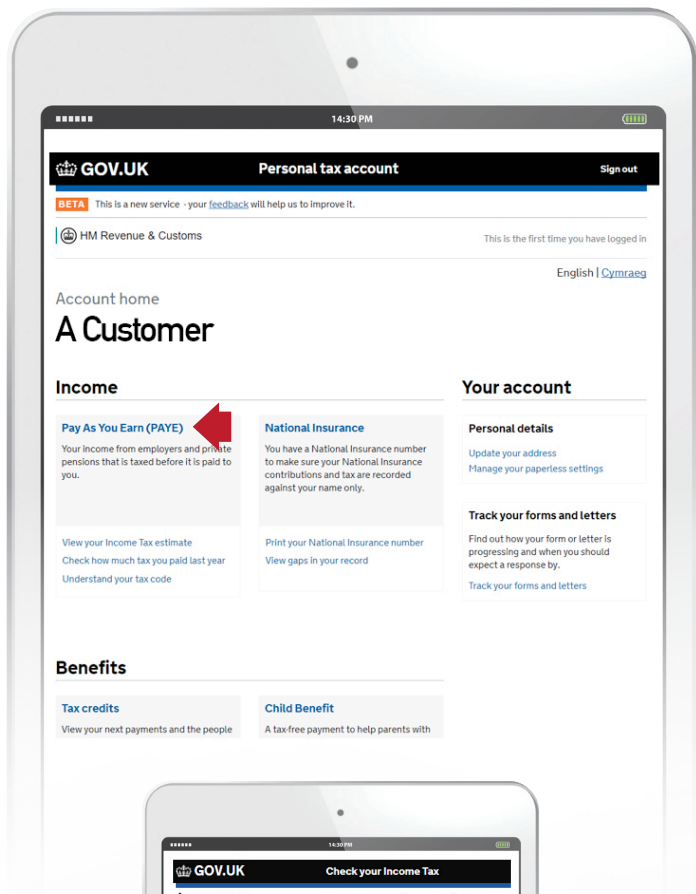 14:30 PM
GOV.UK Personal tax account Sign out
BETA This is a new service - your feedback will help us to improve it.
HM Revenue & Customs This is the first time you have logged in
English | Cymraeg
Account home
A Customer
Income
Pay As You Earn (PAYE)
Your income from employers and private
pensions that is taxed before it is paid to
you.
View your Income Tax estimate
Check how much tax you paid last year
Understand your tax code
National Insurance
You have a National Insurance number
to make sure your National Insurance
contributions and tax are recorded
against your name only.
Print your National Insurance number
View gaps in your record
Your account
Personal details
Update your address
Manage your paperless settings
Track your forms and letters
Find out how your form or letter is
progressing and when you should
expect a response by.
Track your forms and letters
Benefits
Tax credits
View your next payments and the people
Child Benefit
A tax-free payment to help parents with
14:30 PM
GOV.UK Check your Income Tax